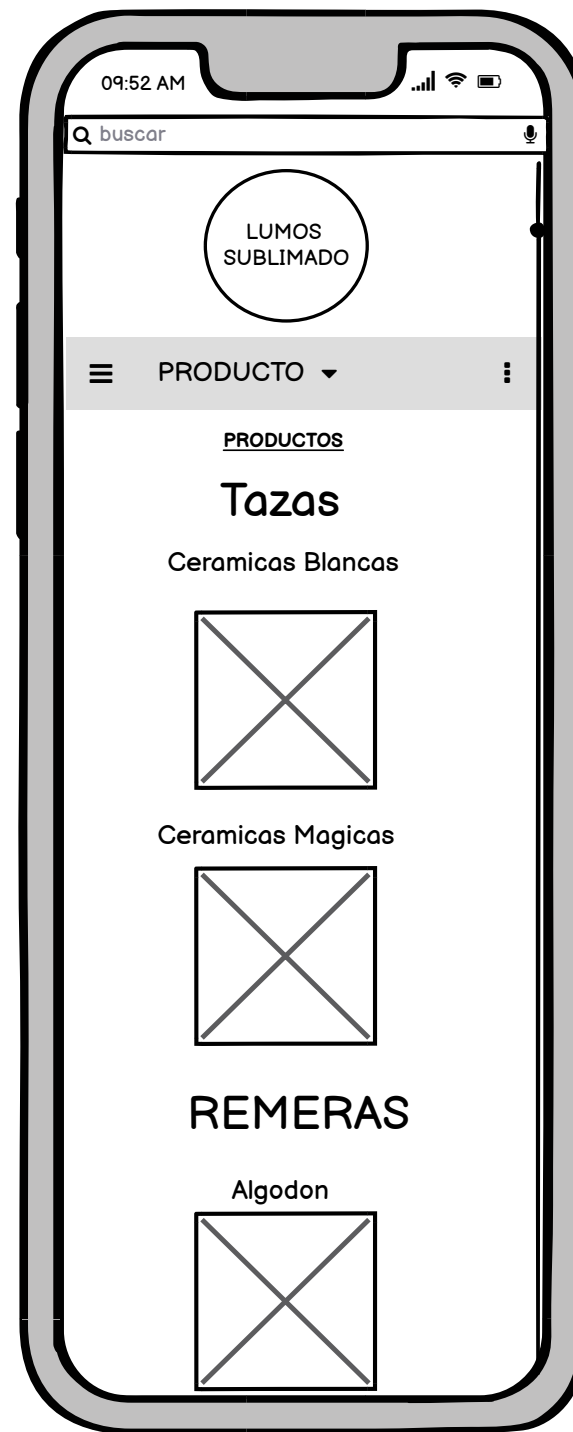 09:52 AM
buscar
LUMOS
SUBLIMADO
PRODUCTO
PRODUCTOS
Tazas
Ceramicas Blancas
Ceramicas Magicas
REMERAS
Algodon